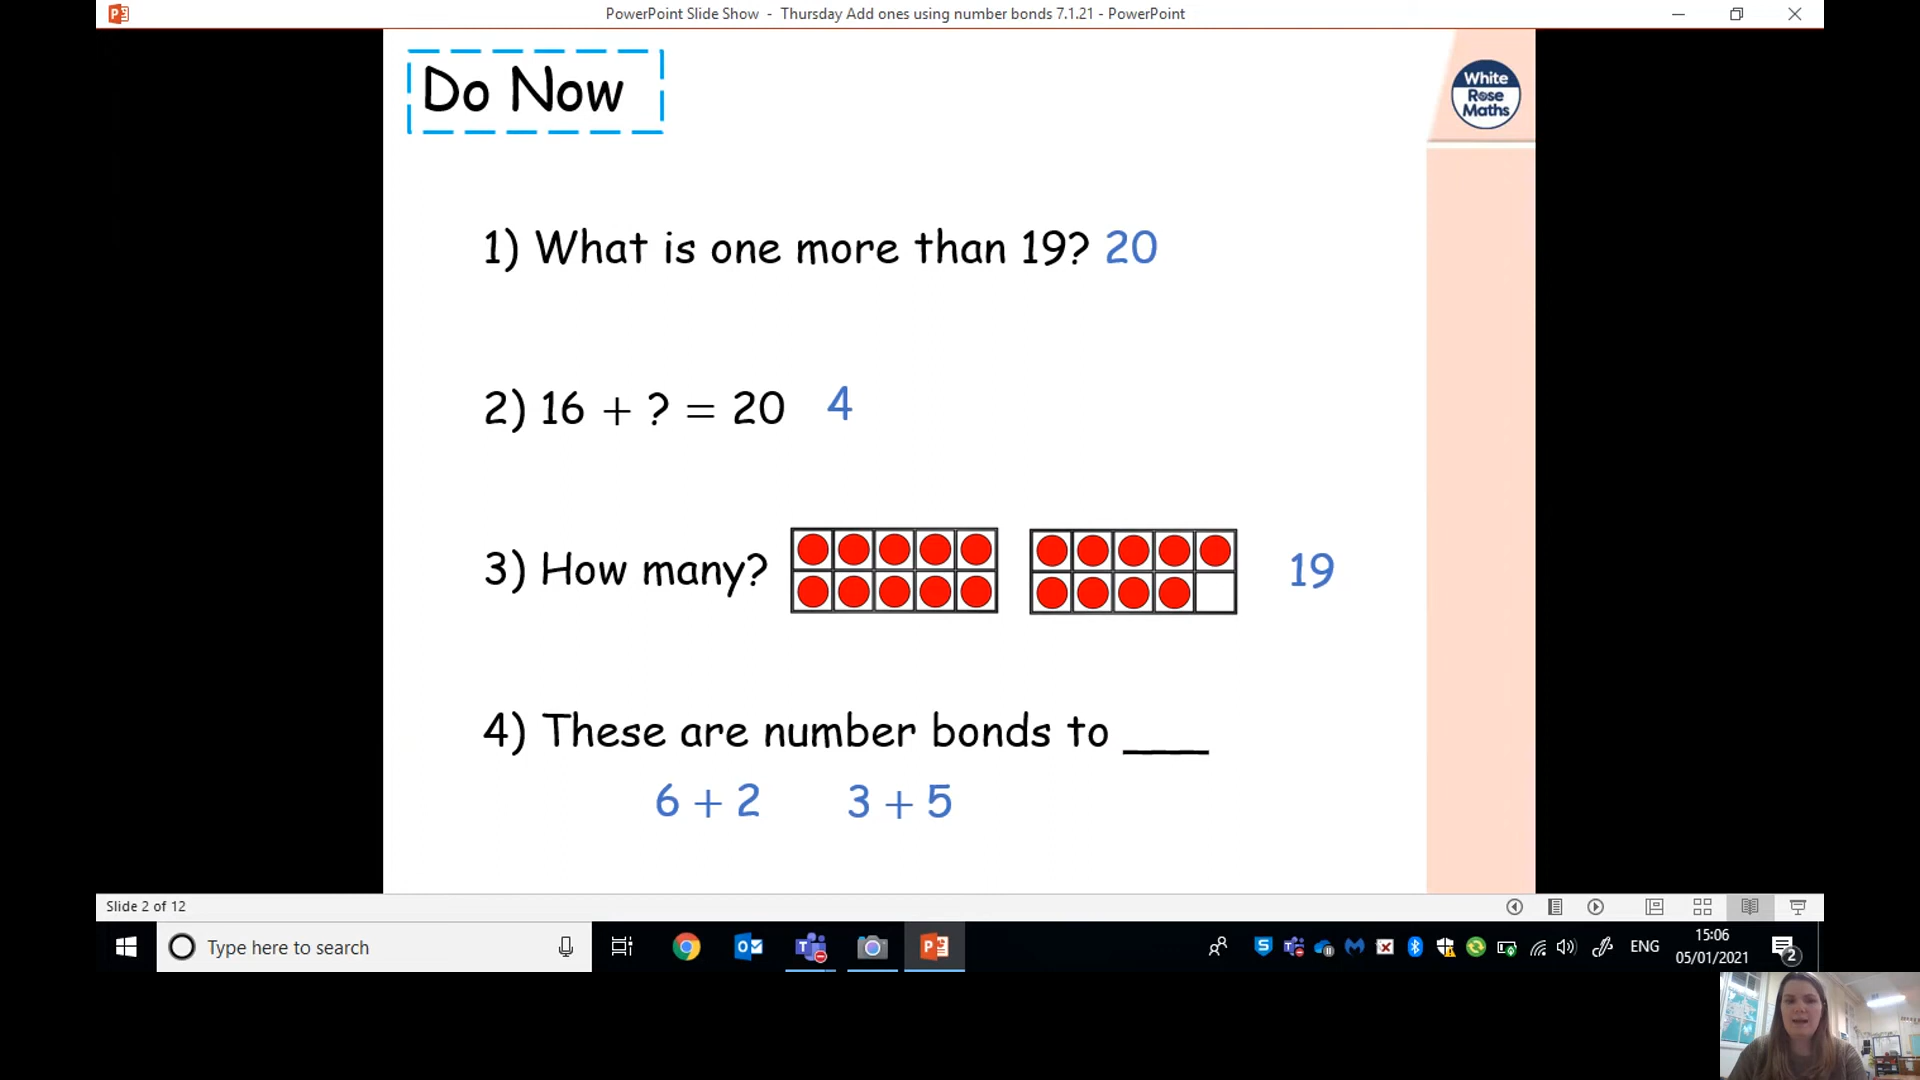 PowerPoint Slide Show - Thursday Add ones using number bonds 7.1.21 - PowerPoint
Do Now
White
Rose
Maths
1) What is one more than 19? 20
2) 16 + ? = 20 4
3) How many? 19
4) These are number bonds to ____
6 + 2 3 + 5
Slide 2 of 12
Type here to search
ENG
15:06
05/01/2021
2